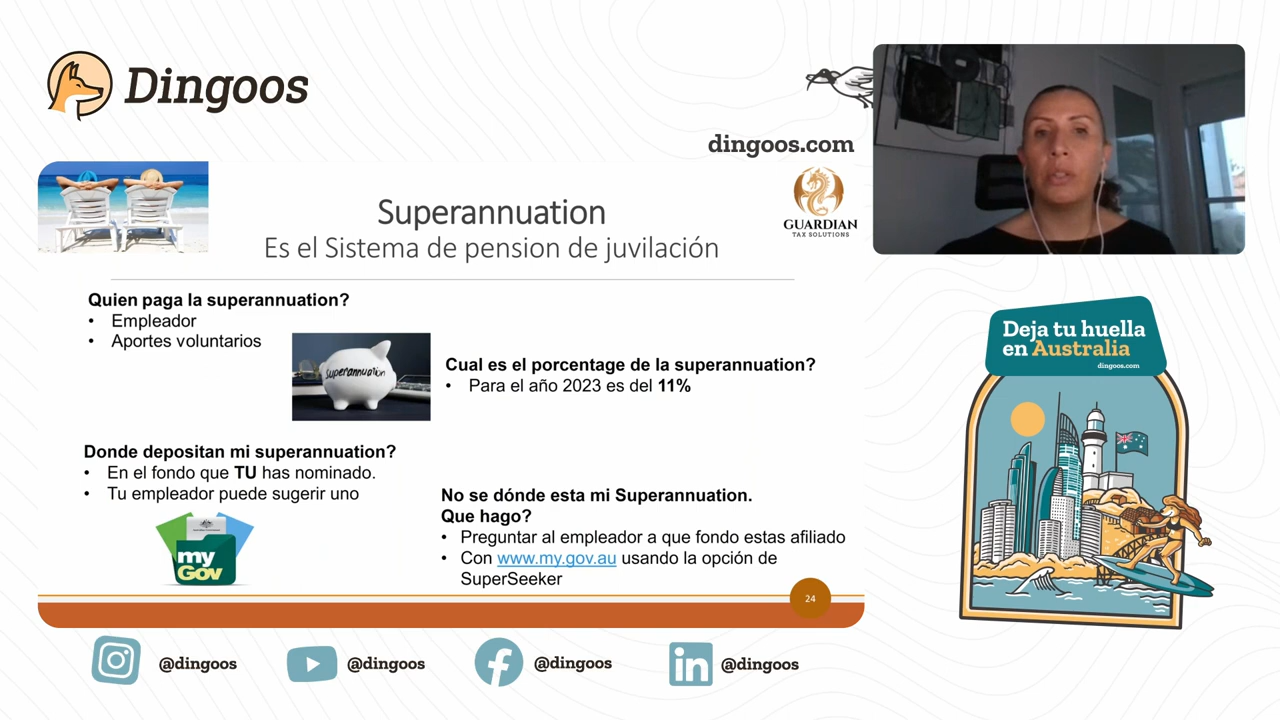 Dingoos
dingoos.com
GUARDIAN
TAX SOLUTIONS
Superannuation
Es el Sistema de pension de juvilación
Quien paga la superannuation?
• Empleador
• Aportes voluntarios
Superannuation
Cual es el porcentage de la superannuation?
• Para el año 2023 es del 11%
Donde depositan mi superannuation?
• En el fondo que TU has nominado.
• Tu empleador puede sugerir uno
my
Gov
No se dónde esta mi Superannuation.
Que hago?
• Preguntar al empleador a que fondo estas afiliado
• Con www.my.gov.au usando la opción de
SuperSeeker
24
Deja tu huella
en Australia
dingoos.com
@dingoos
@dingoos
@dingoos
@dingoos